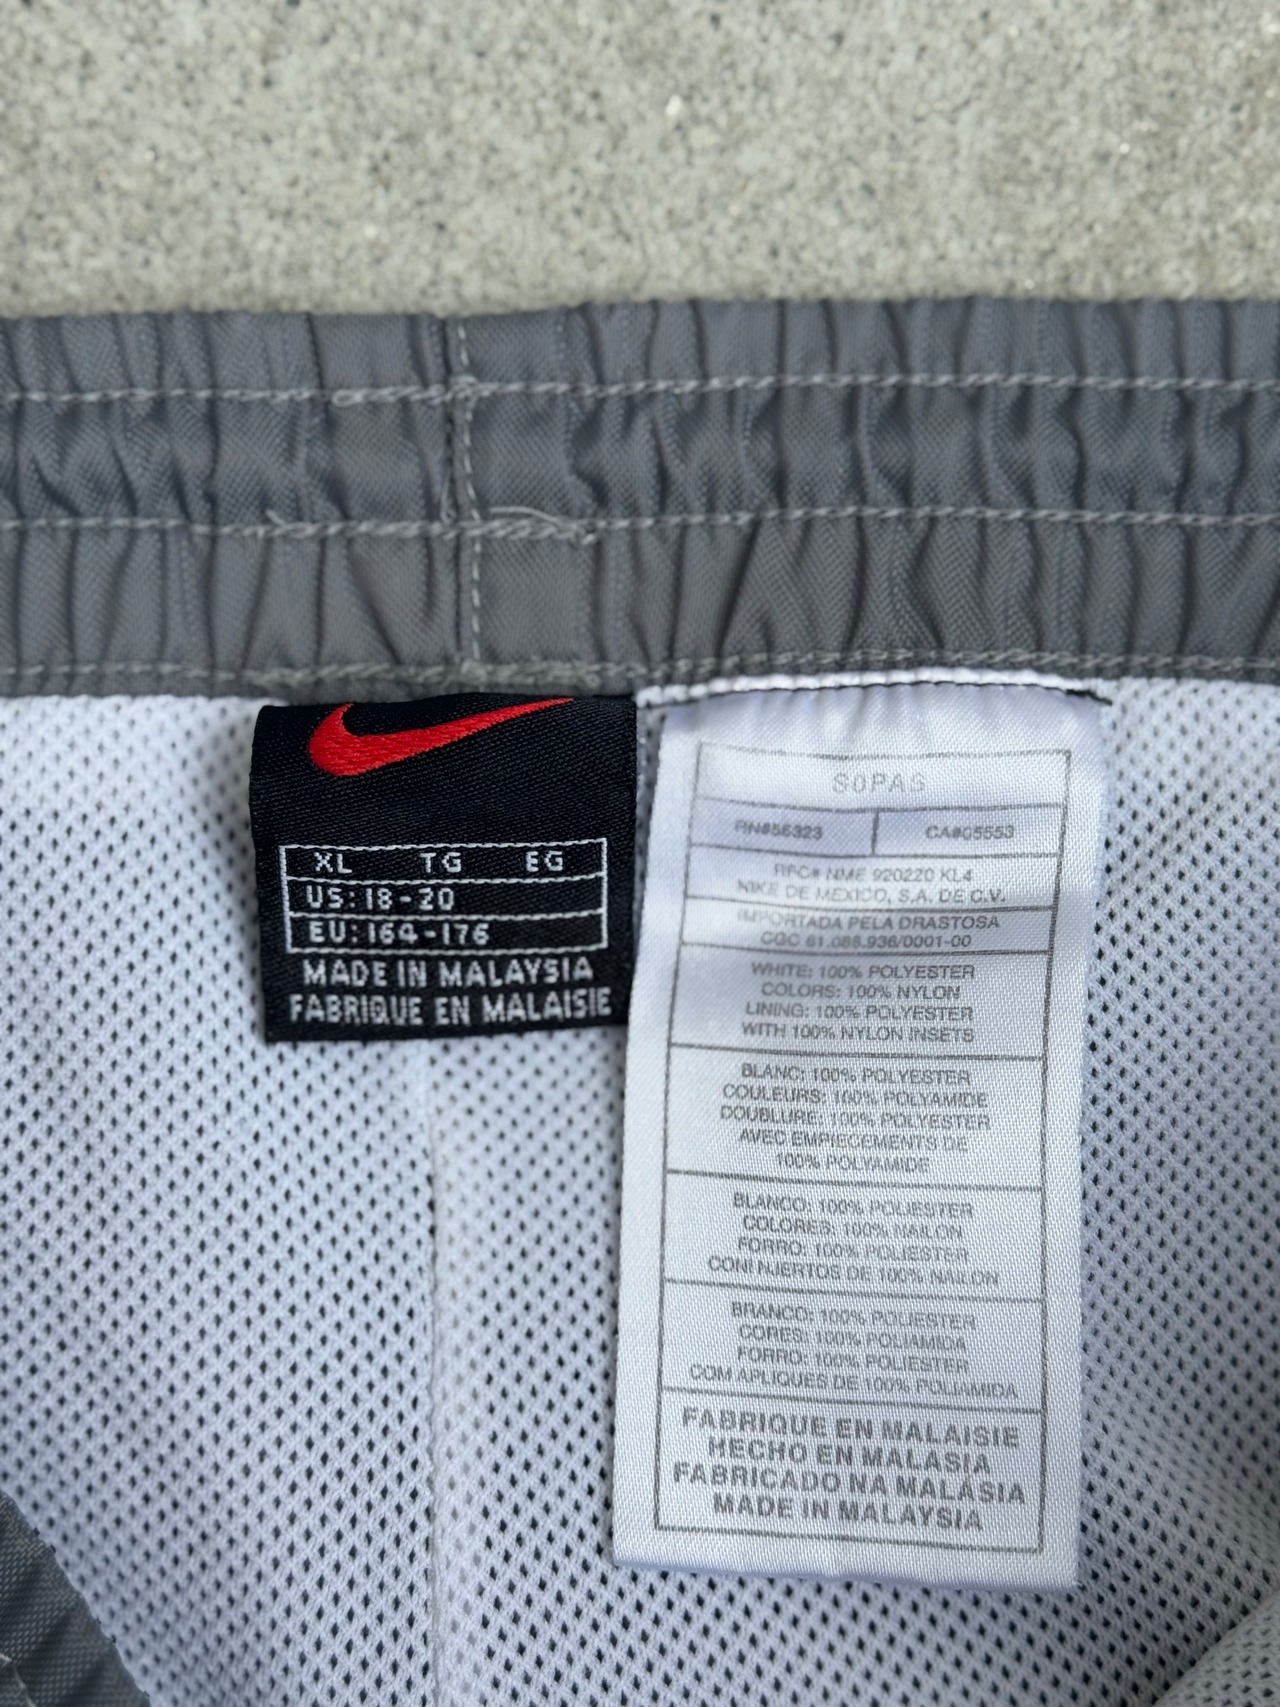 XL TG EG
US: 18-20
EU: 164-176
MADE IN MALAYSIA
FABRIQUE EN MALAISIE
S0PAS
RN#56323 CA#05553
RPC# NME 920220 KL4
NIKE DE MEXICO, S.A. DE C.V.
IMPORTADA PELA DRASTOSA
CGC 61.088.936/0001-00
WHITE: 100% POLYESTER
COLORS: 100% NYLON
LINING: 100% POLYESTER
WITH 100% NYLON INSETS
BLANC: 100% POLYESTER
COULEURS: 100% POLYAMIDE
DOUBLURE: 100% POLYESTER
AVEC EMPIECEMENTS DE
100% POLYAMIDE
BLANCO: 100% POLIESTER
COLORES: 100% NAILON
FORRO: 100% POLIESTER
CONI NJERTOS DE 100% NAILON
BRANCO: 100% POLIESTER
CORES: 100% POLIAMIDA
FORRO: 100% POLIESTER
COM APLIQUES DE 100% POLIAMIDA
FABRIQUE EN MALAISIE
HECHO EN MALASIA
FABRICADO NA MALÁSIA
MADE IN MALAYSIA